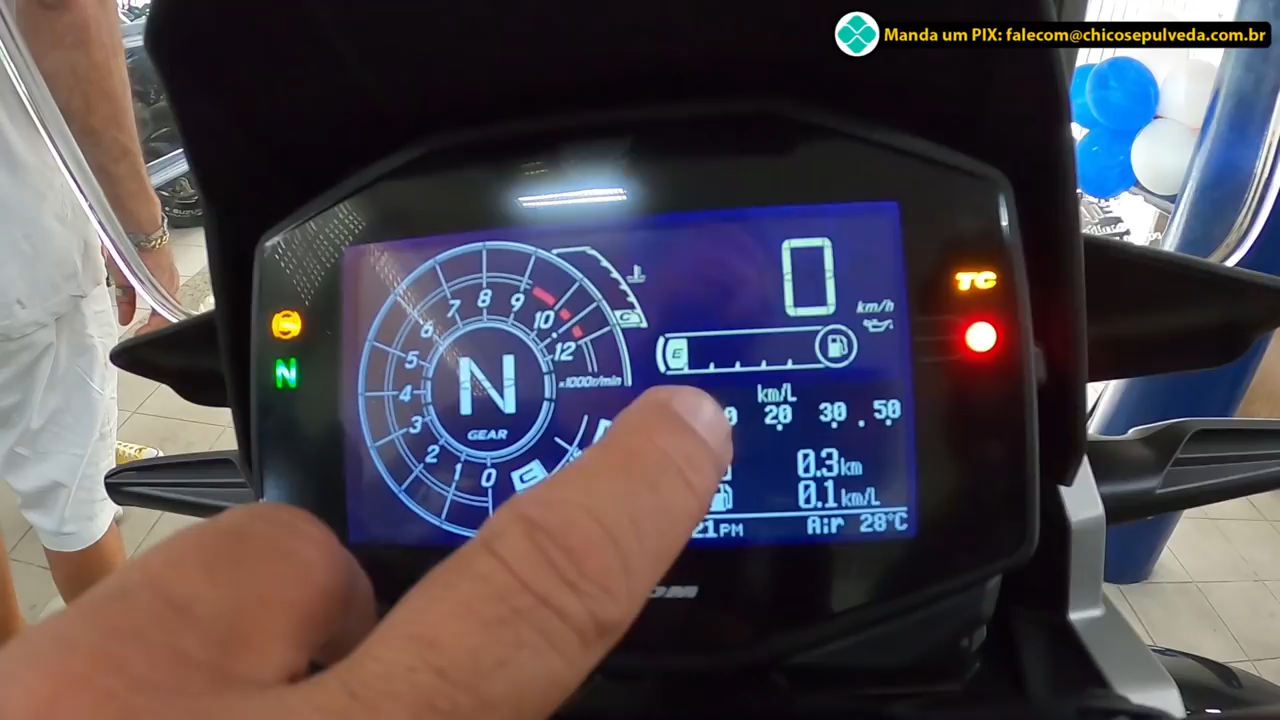 Manda um PIX: falecom@chicosepulveda.com.br
SUZUKI
TC
0
km/h
7 8 9
6 10
5 12
4 x1000r/min
3
2 1 0
N
N
GEAR
C
E
km/L
20 30 50
0.3km
0.1km/L
21PM
Air 28°C